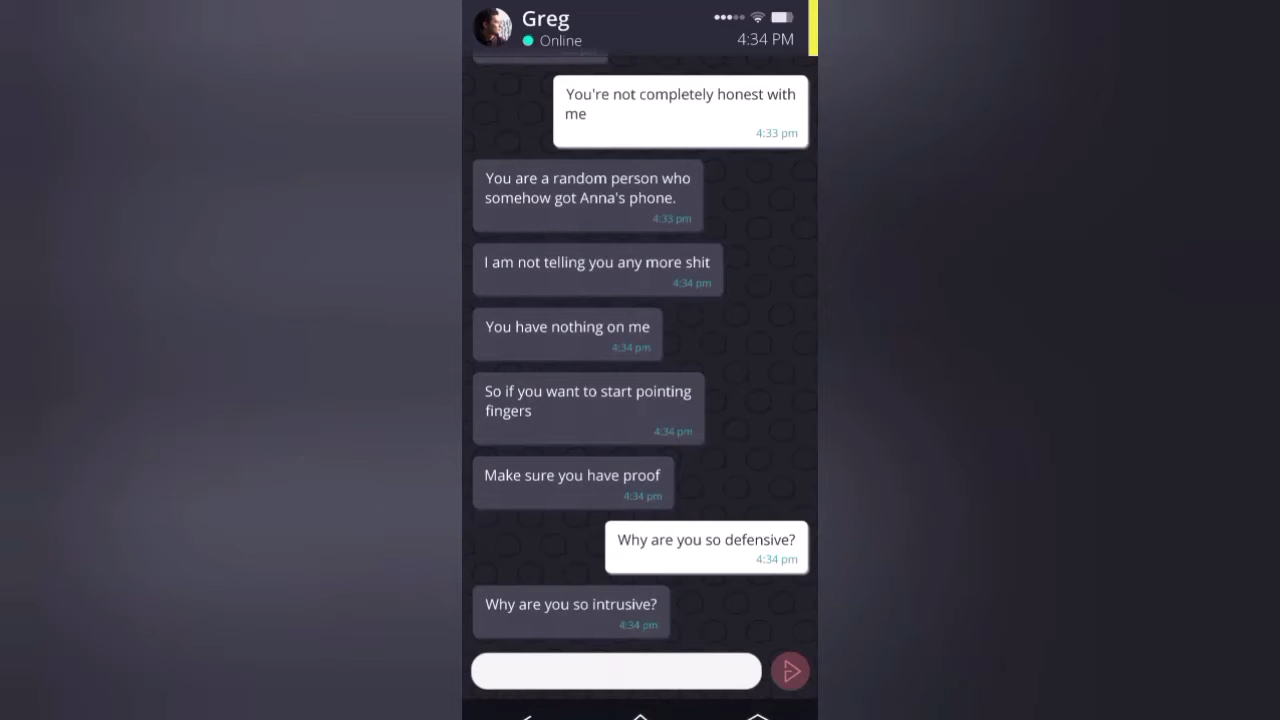 Greg
Online
4:34 PM
You're not completely honest with
me
4:33 pm
You are a random person who
somehow got Anna's phone.
4:33 pm
I am not telling you any more shit
4:34 pm
You have nothing on me
4:34 pm
So if you want to start pointing
fingers
4:34 pm
Make sure you have proof
4:34 pm
Why are you so defensive?
4:34 pm
Why are you so intrusive?
4:34 pm